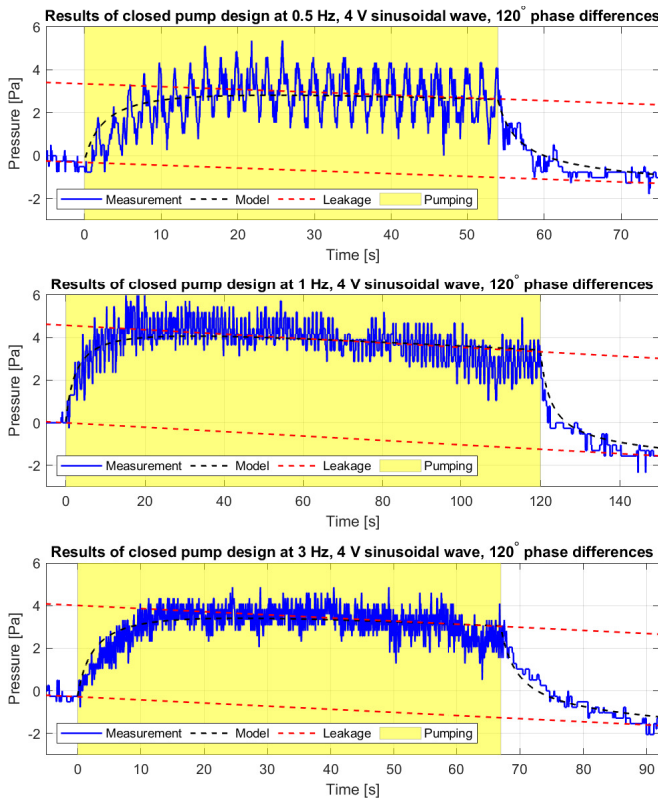 Results of closed pump design at 0.5 Hz, 4 V sinusoidal wave, 120° phase differences
6
4
2
0
-2
Pressure [Pa]
Measurement Model Leakage Pumping
0 10 20 30 40 50 60 70
Time [s]
Results of closed pump design at 1 Hz, 4 V sinusoidal wave, 120° phase differences
6
4
2
0
-2
Pressure [Pa]
Measurement Model Leakage Pumping
0 20 40 60 80 100 120 140
Time [s]
Results of closed pump design at 3 Hz, 4 V sinusoidal wave, 120° phase differences
6
4
2
0
-2
Pressure [Pa]
Measurement Model Leakage Pumping
0 10 20 30 40 50 60 70 80 90
Time [s]